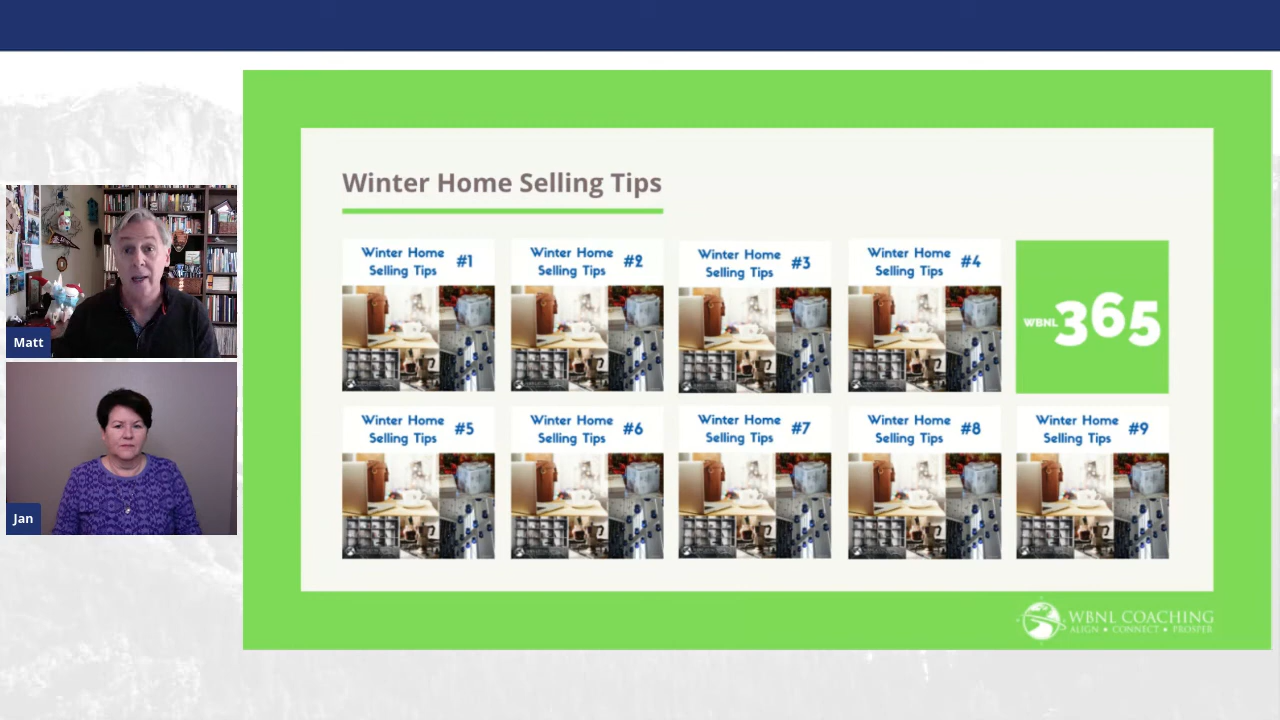 Winter Home Selling Tips
Winter Home
Selling Tips
#1
Winter Home
Selling Tips
#2
Winter Home
Selling Tips
#3
Winter Home
Selling Tips
#4
WBNL 365
Matt
Winter Home
Selling Tips
#5
Winter Home
Selling Tips
#6
Winter Home
Selling Tips
#7
Winter Home
Selling Tips
#8
Winter Home
Selling Tips
#9
Jan
WBNL COACHING
ALIGN • CONNECT • PROSPER